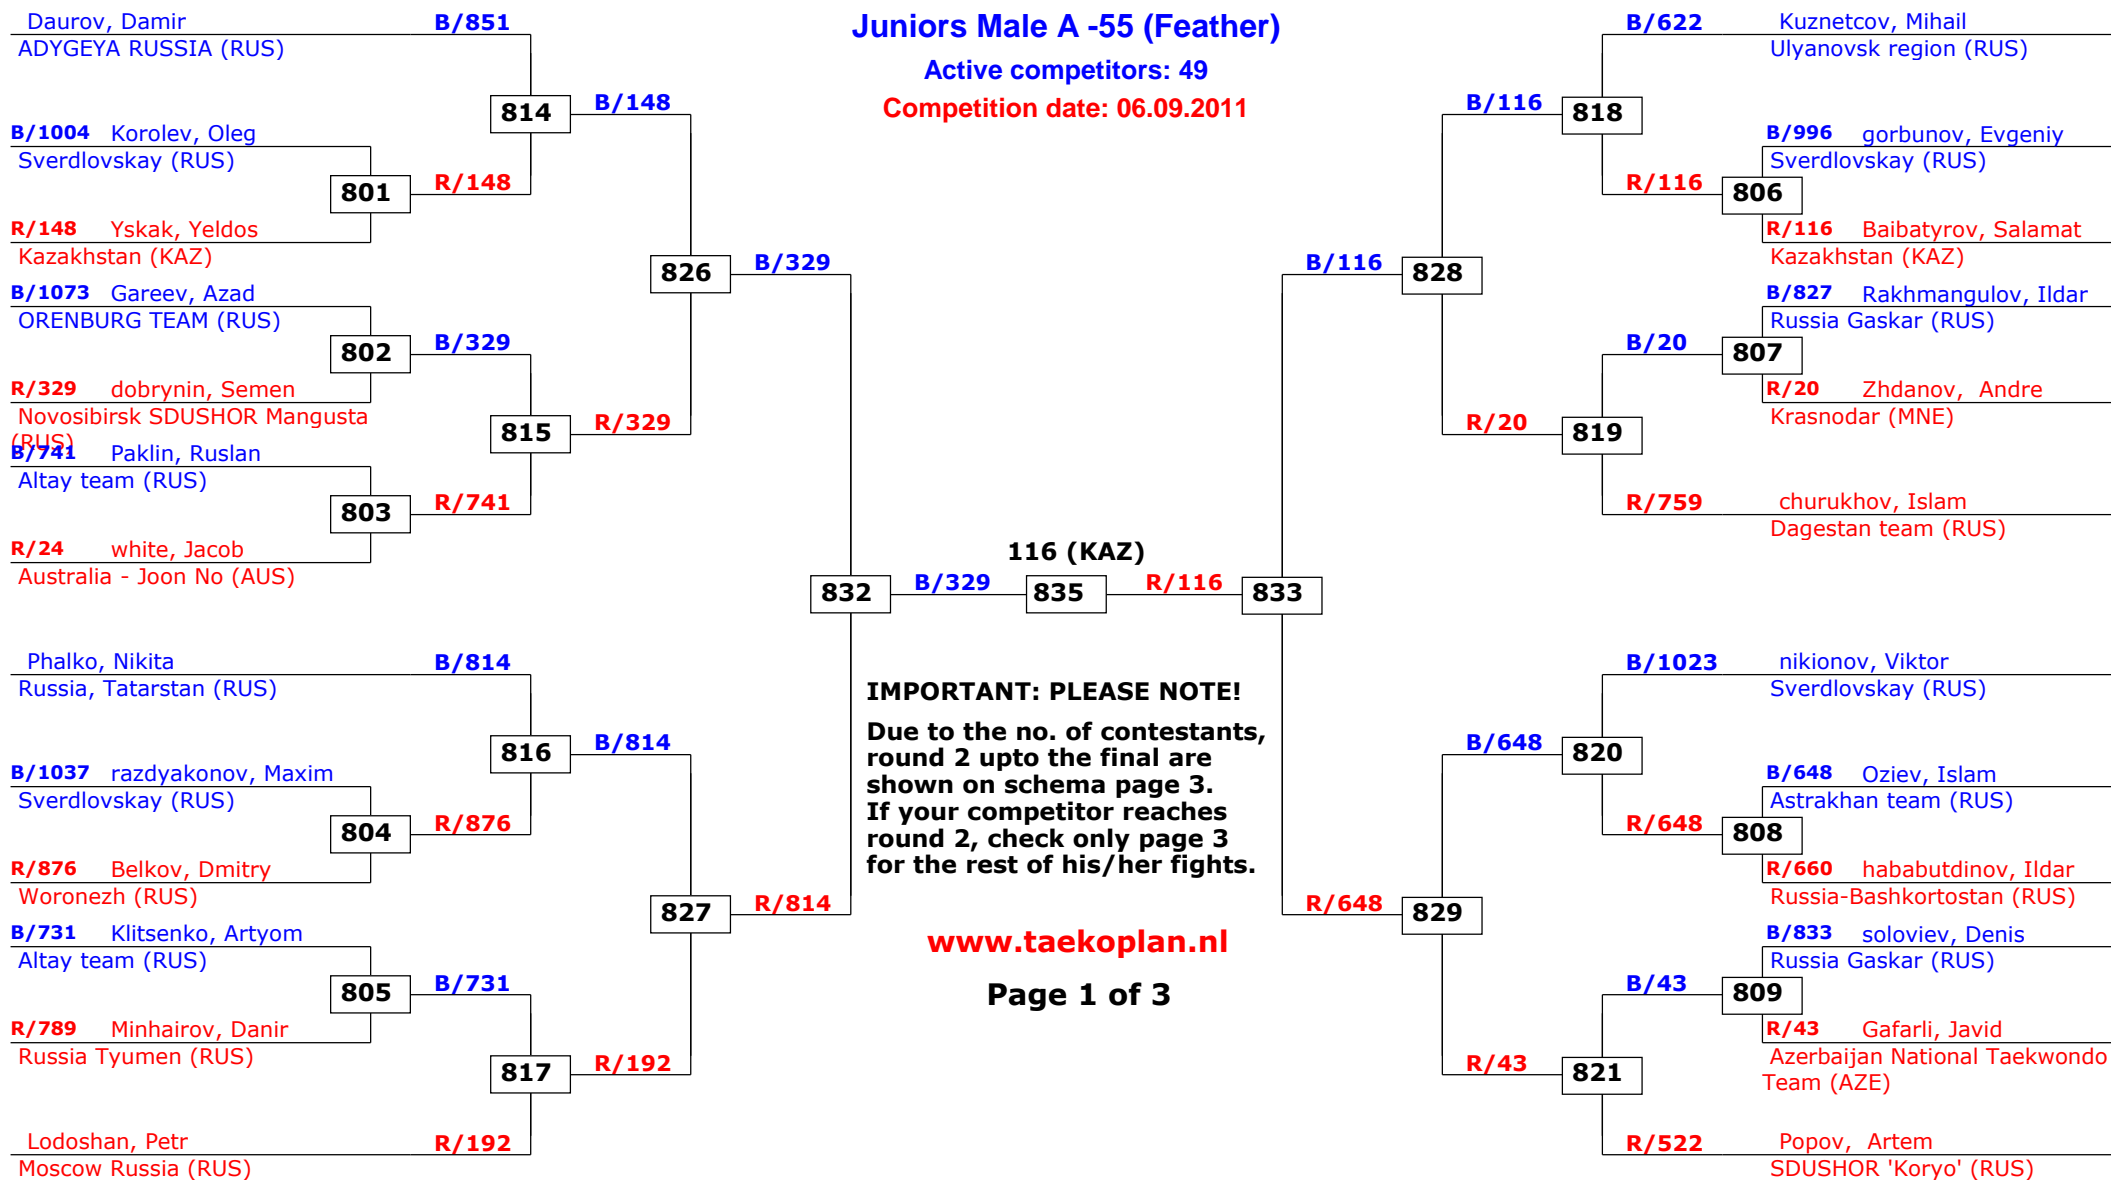 Juniors Male A -55 (Feather)
Active competitors: 49
Competition date: 06.09.2011
Daurov, Damir
B/851
ADYGEYA RUSSIA (RUS)
814
B/148
B/1004 Korolev, Oleg
Sverdlovskay (RUS)
801
R/148
R/148 Yskak, Yeldos
Kazakhstan (KAZ)
826
B/329
B/1073 Gareev, Azad
ORENBURG TEAM (RUS)
802
B/329
R/329 dobrynin, Semen
Novosibirsk SDUSHOR Mangusta
(RUS)
815
R/329
B/741 Paklin, Ruslan
Altay team (RUS)
803
R/741
R/24 white, Jacob
Australia - Joon No (AUS)
832
B/329
116 (KAZ)
835
R/116
833
Phalko, Nikita
B/814
Russia, Tatarstan (RUS)
816
B/814
B/1037 razdyakonov, Maxim
Sverdlovskay (RUS)
804
R/876
R/876 Belkov, Dmitry
Woronezh (RUS)
827
R/814
B/731 Klitsenko, Artyom
Altay team (RUS)
805
B/731
R/789 Minhairov, Danir
Russia Tyumen (RUS)
817
R/192
Lodoshan, Petr
R/192
Moscow Russia (RUS)
IMPORTANT: PLEASE NOTE!
Due to the no. of contestants,
round 2 upto the final are
shown on schema page 3.
If your competitor reaches
round 2, check only page 3
for the rest of his/her fights.
www.taekoplan.nl
Page 1 of 3
B/622
Kuznetcov, Mihail
Ulyanovsk region (RUS)
B/116
818
B/996 gorbunov, Evgeniy
Sverdlovskay (RUS)
R/116
806
R/116 Baibatyrov, Salamat
Kazakhstan (KAZ)
B/116
828
B/827 Rakhmangulov, Ildar
Russia Gaskar (RUS)
B/20
807
R/20 Zhdanov, Andre
Krasnodar (MNE)
R/20
819
R/759
churukhov, Islam
Dagestan team (RUS)
B/1023
nikionov, Viktor
Sverdlovskay (RUS)
B/648
820
B/648 Oziev, Islam
Astrakhan team (RUS)
R/648
808
R/660 hababutdinov, Ildar
Russia-Bashkortostan (RUS)
R/648
829
B/833 soloviev, Denis
Russia Gaskar (RUS)
B/43
809
R/43 Gafarli, Javid
Azerbaijan National Taekwondo
Team (AZE)
R/43
821
R/522
Popov, Artem
SDUSHOR 'Koryo' (RUS)